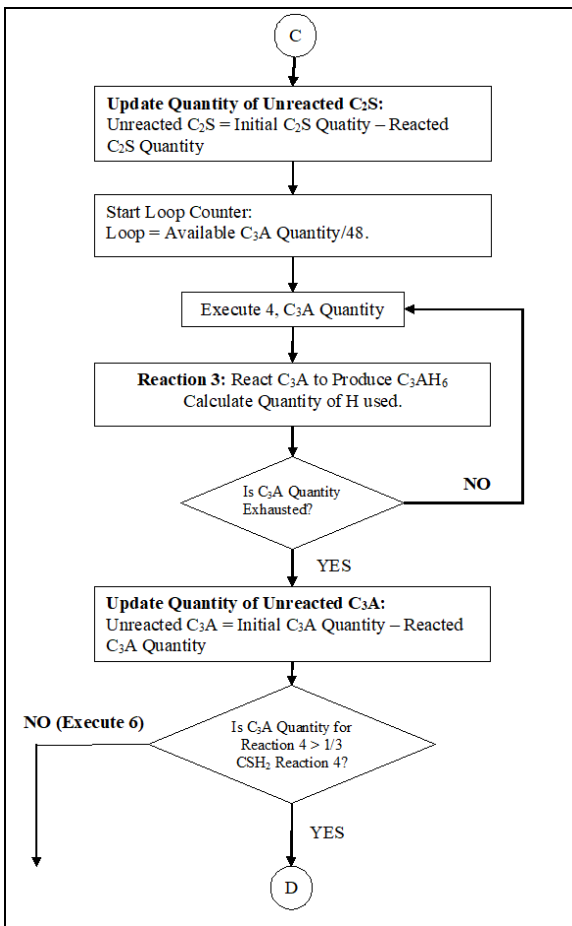 C
Update Quantity of Unreacted C₂S:
Unreacted C₂S = Initial C₂S Quatity – Reacted
C₂S Quantity
Start Loop Counter:
Loop = Available C₃A Quantity/48.
Execute 4, C₃A Quantity
Reaction 3: React C₃A to Produce C₃AH₆
Calculate Quantity of H used.
Is C₃A Quantity
Exhausted?
NO
YES
Update Quantity of Unreacted C₃A:
Unreacted C₃A = Initial C₃A Quantity – Reacted
C₃A Quantity
NO (Execute 6)
Is C₃A Quantity for
Reaction 4 > 1/3
CSH₂ Reaction 4?
YES
D